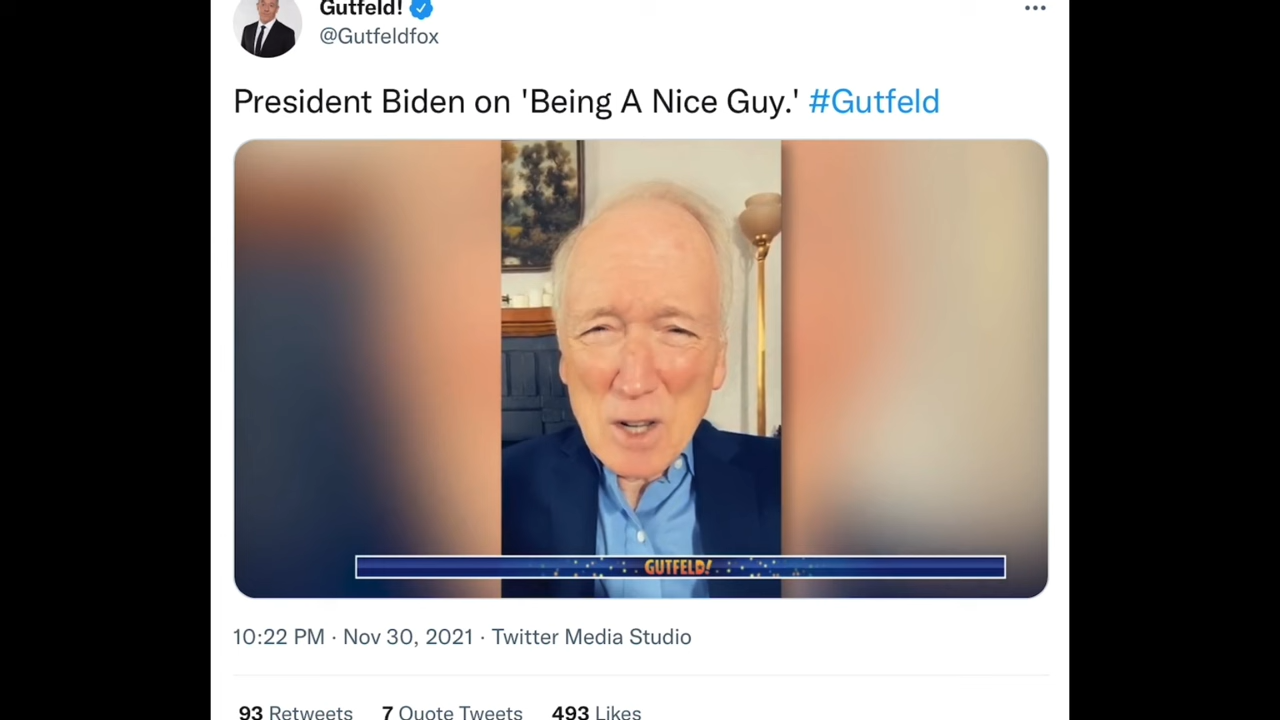 Gutfeld!
@Gutfeldfox
President Biden on 'Being A Nice Guy.' #Gutfeld
GUTFELD!
10:22 PM · Nov 30, 2021 · Twitter Media Studio
93 Retweets 7 Quote Tweets 493 Likes